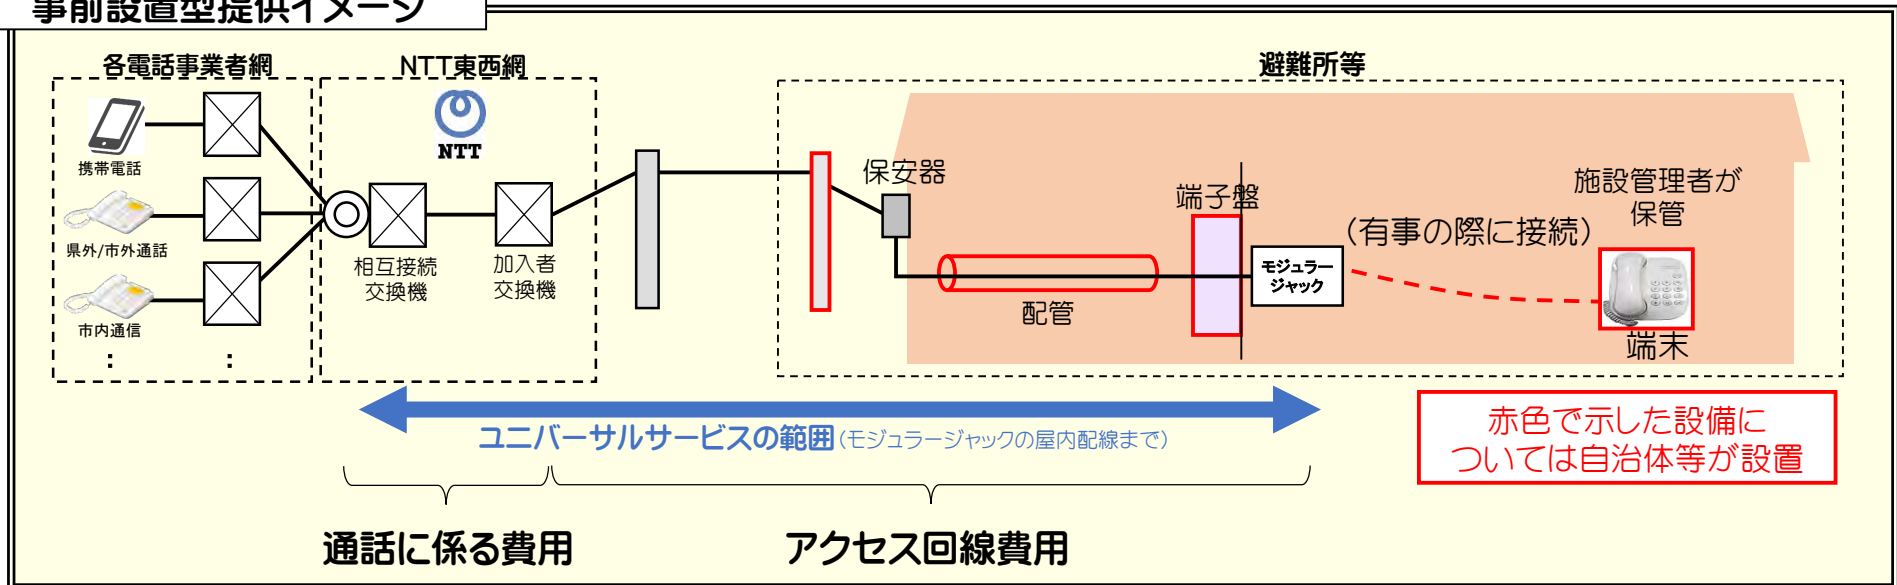 事前設置型提供イメージ
各電話事業者網
NTT東西網
避難所等
NTT
携帯電話
県外/市外通話
市内通信
:
:
相互接続
交換機
加入者
交換機
保安器
配管
端子盤
モジュラー
ジャック
(有事の際に接続)
施設管理者が
保管
端末
ユニバーサルサービスの範囲(モジュラージャックの屋内配線まで)
赤色で示した設備に
ついては自治体等が設置
通話に係る費用
アクセス回線費用